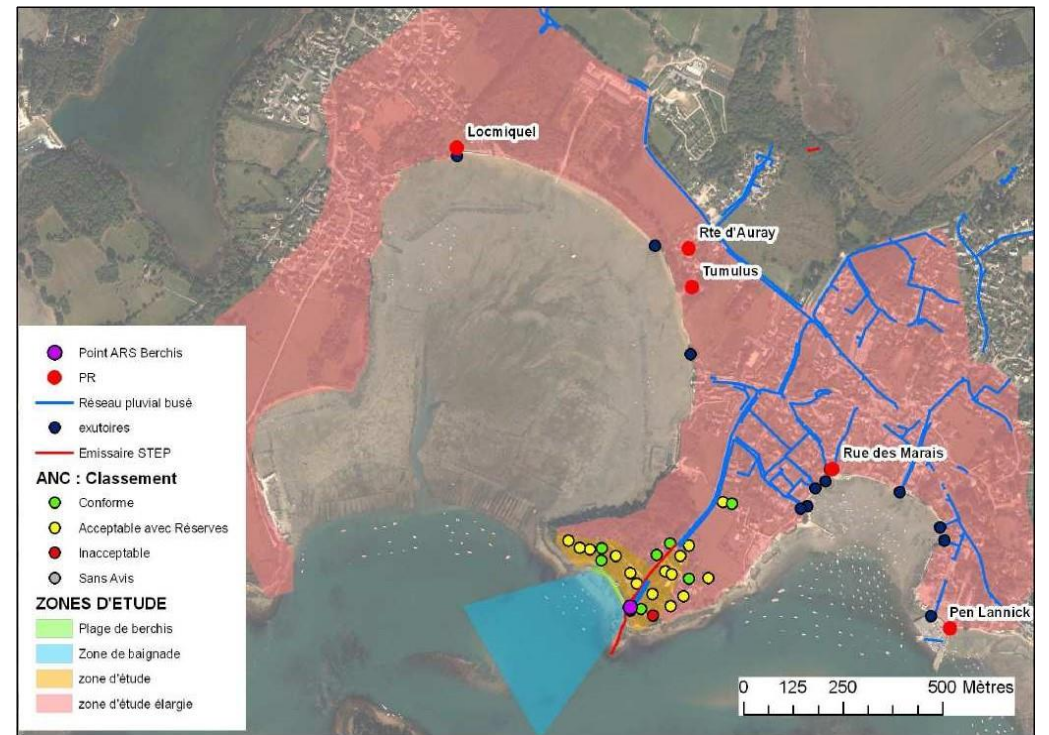 Locmiquel
Rte d'Auray
Tumulus
Rue des Marais
Pen Lannick
Point ARS Berchis
PR
Réseau pluvial busé
exutoires
Emissaire STEP
ANC : Classement
Conforme
Acceptable avec Réserves
Inacceptable
Sans Avis
ZONES D'ETUDE
Plage de berchis
Zone de baignade
zone d'étude
zone d'étude élargie
0 125 250 500 Mètres